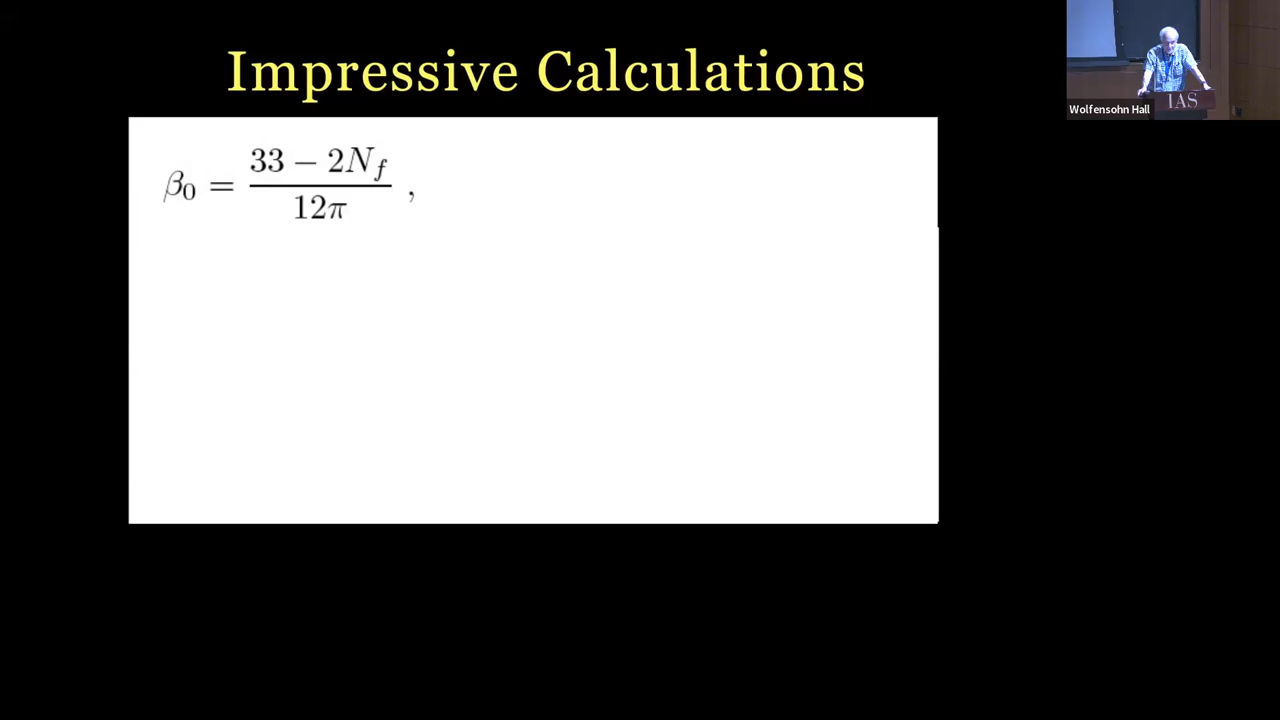 Impressive Calculations
β₀ = (33 − 2N_f) / 12π ,
IAS
Wolfensohn Hall